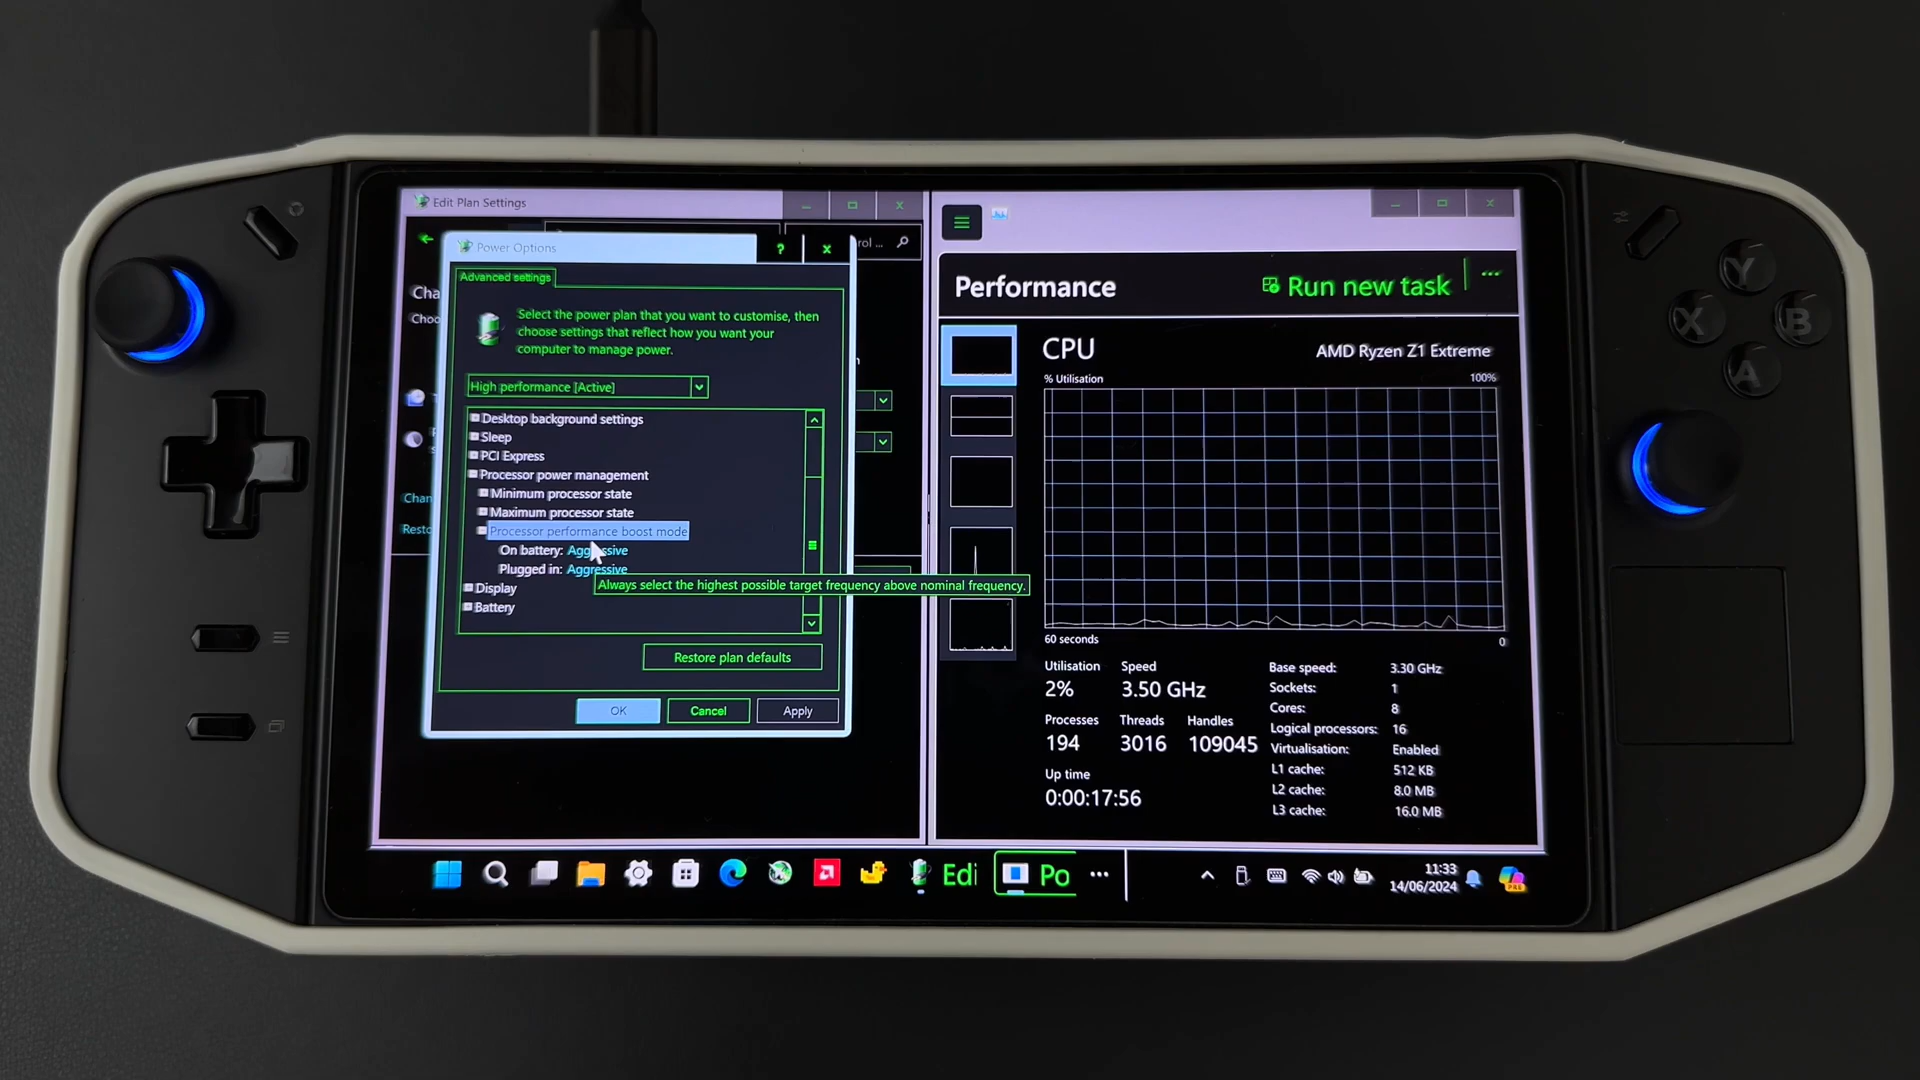 Edit Plan Settings
rol ...
Power Options
?
Advanced settings
Cha
Choo
Select the power plan that you want to customise, then
choose settings that reflect how you want your
computer to manage power.
High performance [Active]
Desktop background settings
Sleep
PCI Express
Processor power management
Minimum processor state
Maximum processor state
Processor performance boost mode
On battery: Aggressive
Plugged in: Aggressive
Always select the highest possible target frequency above nominal frequency.
Display
Battery
Chan
Resto
Restore plan defaults
OK
Cancel
Apply
Performance
Run new task
...
CPU
AMD Ryzen Z1 Extreme
% Utilisation
100%
60 seconds
0
Utilisation
Speed
2%
3.50 GHz
Processes
Threads
Handles
194
3016
109045
Up time
0:00:17:56
Base speed: 3.30 GHz
Sockets: 1
Cores: 8
Logical processors: 16
Virtualisation: Enabled
L1 cache: 512 KB
L2 cache: 8.0 MB
L3 cache: 16.0 MB
Edi
Po
...
11:33
14/06/2024
PRE
Y
X
B
A